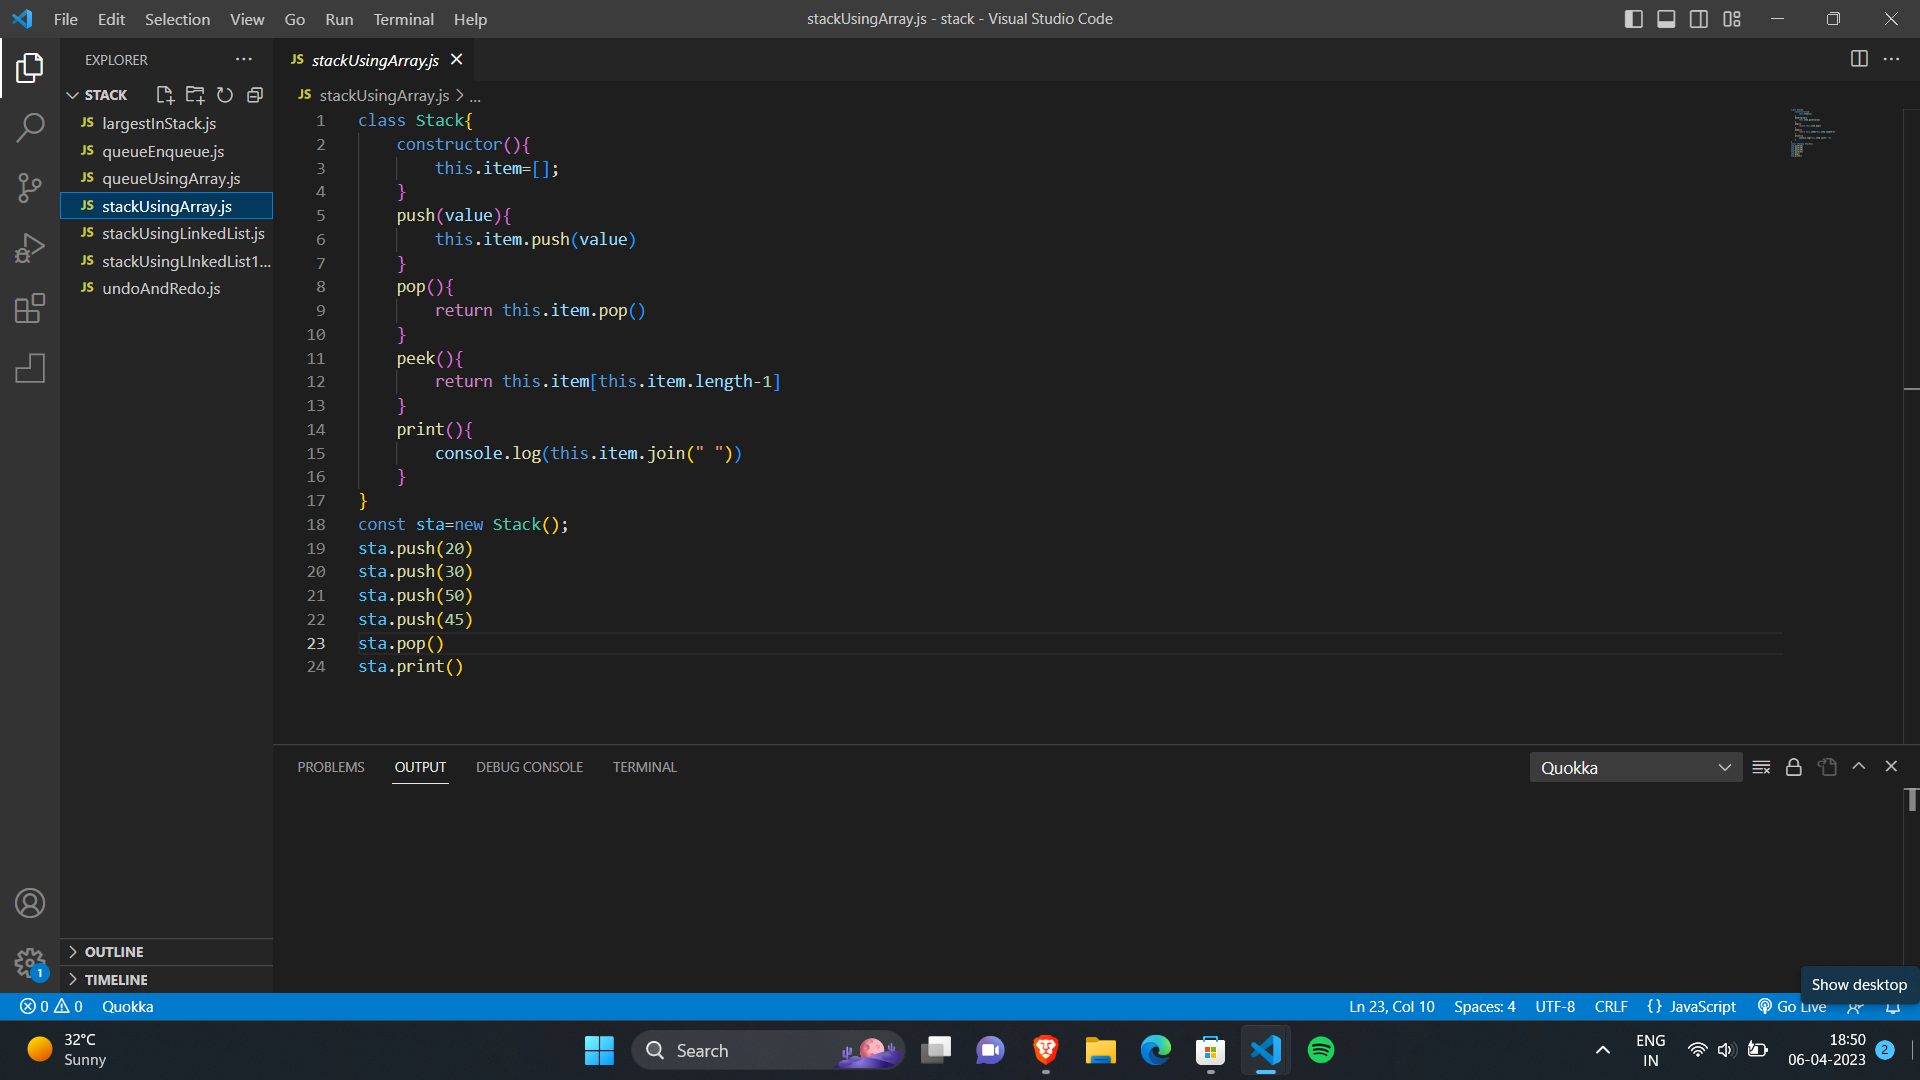 File Edit Selection View Go Run Terminal Help
stackUsingArray.js - stack - Visual Studio Code
EXPLORER
STACK
JS largestInStack.js
JS queueEnqueue.js
JS queueUsingArray.js
JS stackUsingArray.js
JS stackUsingLinkedList.js
JS stackUsingLInkedList1...
JS undoAndRedo.js
OUTLINE
TIMELINE
JS stackUsingArray.js
JS stackUsingArray.js > ...
1 class Stack{
2 constructor(){
3 this.item=[];
4 }
5 push(value){
6 this.item.push(value)
7 }
8 pop(){
9 return this.item.pop()
10 }
11 peek(){
12 return this.item[this.item.length-1]
13 }
14 print(){
15 console.log(this.item.join(" "))
16 }
17 }
18 const sta=new Stack();
19 sta.push(20)
20 sta.push(30)
21 sta.push(50)
22 sta.push(45)
23 sta.pop()
24 sta.print()
PROBLEMS OUTPUT DEBUG CONSOLE TERMINAL
Quokka
1
Show desktop
0 0 Quokka
Ln 23, Col 10 Spaces: 4 UTF-8 CRLF {} JavaScript Go Live
32°C
Sunny
Search
ENG
IN
18:50
06-04-2023
2